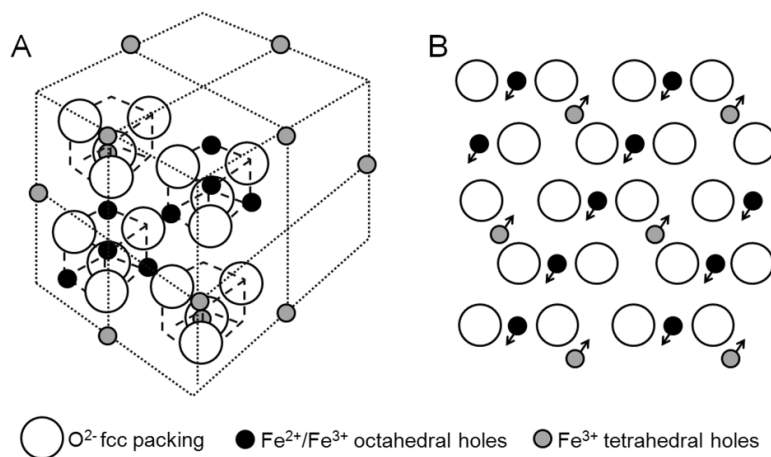 A
B
O²⁻ fcc packing
Fe²⁺/Fe³⁺ octahedral holes
Fe³⁺ tetrahedral holes